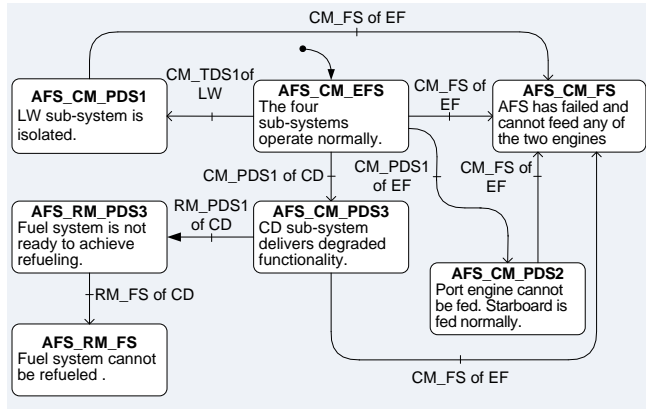 CM_FS of EF
AFS_CM_PDS1
LW sub-system is
isolated.
CM_TDS1of
LW
AFS_CM_EFS
The four
sub-systems
operate normally.
CM_FS of
EF
AFS_CM_FS
AFS has failed and
cannot feed any of
the two engines
CM_PDS1 of CD
CM_PDS1
of EF
CM_FS of
EF
AFS_RM_PDS3
Fuel system is not
ready to achieve
refueling.
RM_PDS1
of CD
AFS_CM_PDS3
CD sub-system
delivers degraded
functionality.
AFS_CM_PDS2
Port engine cannot
be fed. Starboard is
fed normally.
RM_FS of CD
AFS_RM_FS
Fuel system cannot
be refueled .
CM_FS of EF